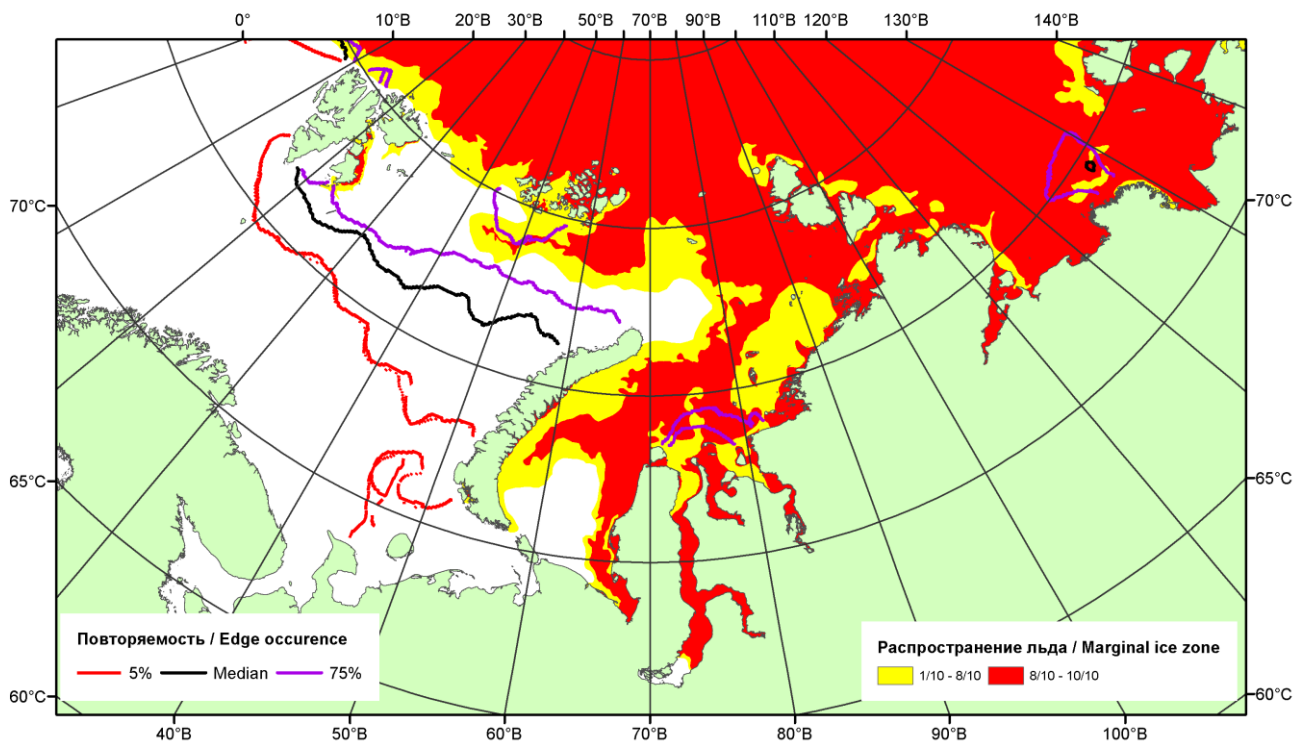 0° 10°В 20°В 30°В 50°В 70°В 90°В 110°В 120°В 130°В 140°В
70°С 70°С
65°С 65°С
Повторяемость / Edge occurence
5% Median 75%
Распространение льда / Marginal ice zone
1/10 - 8/10 8/10 - 10/10
60°С 60°С
40°В 50°В 60°В 70°В 80°В 90°В 100°В